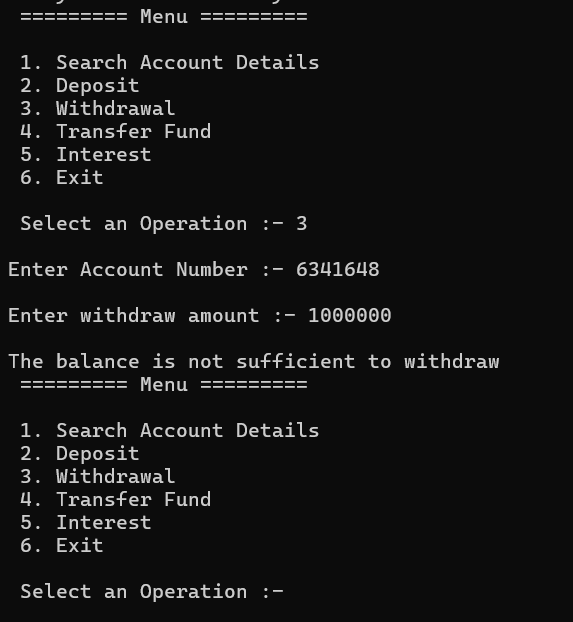 ========= Menu =========
1. Search Account Details
2. Deposit
3. Withdrawal
4. Transfer Fund
5. Interest
6. Exit
Select an Operation :- 3
Enter Account Number :- 6341648
Enter withdraw amount :- 1000000
The balance is not sufficient to withdraw
========= Menu =========
1. Search Account Details
2. Deposit
3. Withdrawal
4. Transfer Fund
5. Interest
6. Exit
Select an Operation :-